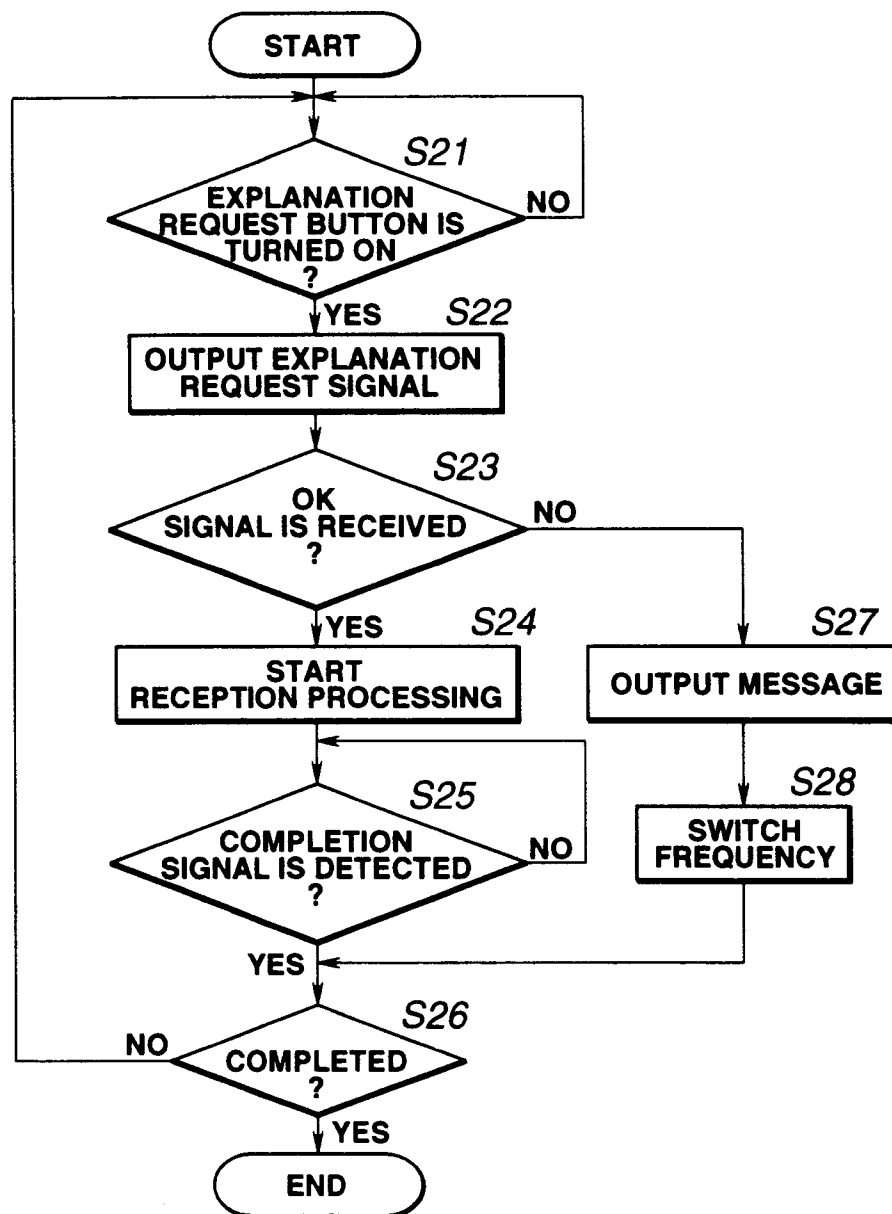 START
S21
EXPLANATION
REQUEST BUTTON IS
TURNED ON
?
NO
YES
S22
OUTPUT EXPLANATION
REQUEST SIGNAL
S23
OK
SIGNAL IS RECEIVED
?
NO
YES
S24
START
RECEPTION PROCESSING
S27
OUTPUT MESSAGE
S25
COMPLETION
SIGNAL IS DETECTED
?
NO
S28
SWITCH
FREQUENCY
YES
S26
COMPLETED
?
NO
YES
END